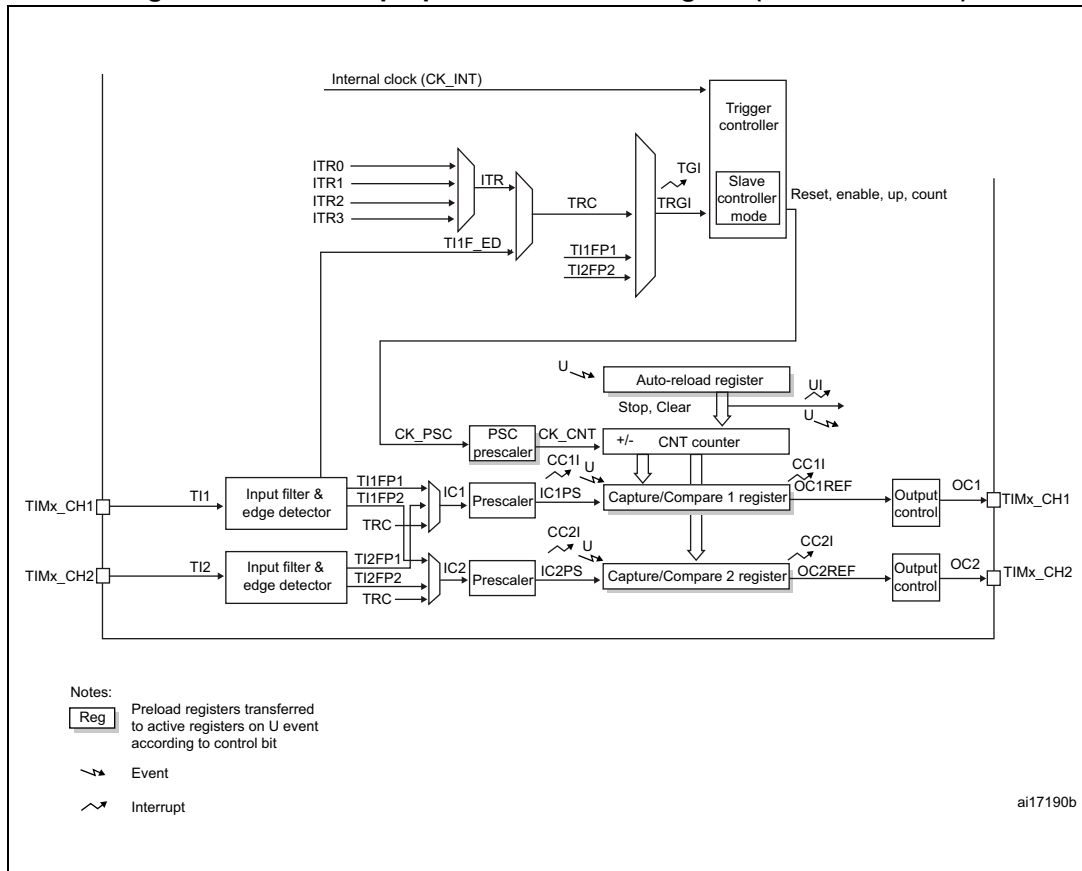 Internal clock (CK_INT)
Trigger
controller
ITR0
ITR1
ITR2
ITR3
ITR
TGI
TRC
TRGI
Slave
controller
mode
Reset, enable, up, count
TI1F_ED
TI1FP1
TI2FP2
U
Auto-reload register
UI
Stop, Clear
U
CK_PSC
PSC
prescaler
CK_CNT
+/-
CNT counter
TIMx_CH1
TI1
Input filter &
edge detector
TI1FP1
TI1FP2
TRC
IC1
Prescaler
IC1PS
CC1I
U
Capture/Compare 1 register
CC1I
OC1REF
Output
control
OC1
TIMx_CH1
TIMx_CH2
TI2
Input filter &
edge detector
TI2FP1
TI2FP2
TRC
IC2
Prescaler
IC2PS
CC2I
U
Capture/Compare 2 register
CC2I
OC2REF
Output
control
OC2
TIMx_CH2
Notes:
Reg
Preload registers transferred
to active registers on U event
according to control bit
Event
Interrupt
ai17190b